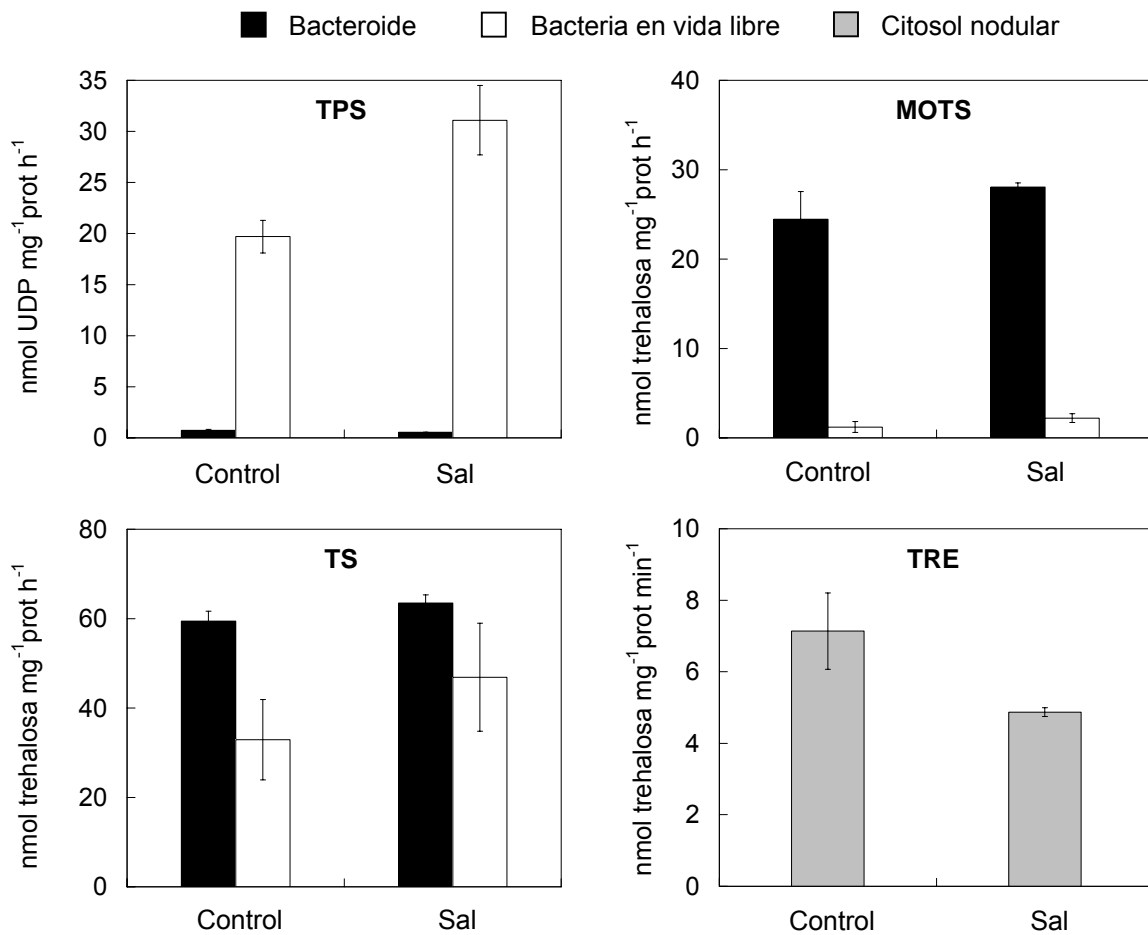 Bacteroide Bacteria en vida libre Citosol nodular
TPS
nmol UDP mg⁻¹prot h⁻¹
35
30
25
20
15
10
5
0
Control Sal
MOTS
nmol trehalosa mg⁻¹prot h⁻¹
40
30
20
10
0
Control Sal
TS
nmol trehalosa mg⁻¹prot h⁻¹
80
60
40
20
0
Control Sal
TRE
nmol trehalosa mg⁻¹prot min⁻¹
10
8
6
4
2
0
Control Sal